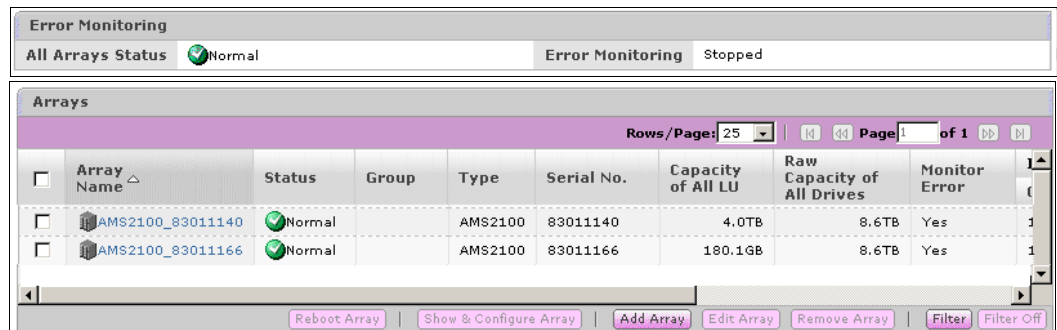 Error Monitoring
All Arrays Status Normal Error Monitoring Stopped
Arrays
Rows/Page: 25 Page 1 of 1
Array Name Status Group Type Serial No. Capacity of All LU Raw Capacity of All Drives Monitor Error
AMS2100_83011140 Normal AMS2100 83011140 4.0TB 8.6TB Yes 1
AMS2100_83011166 Normal AMS2100 83011166 180.1GB 8.6TB Yes 1
Reboot Array | Show & Configure Array | Add Array Edit Array Remove Array | Filter Filter Off